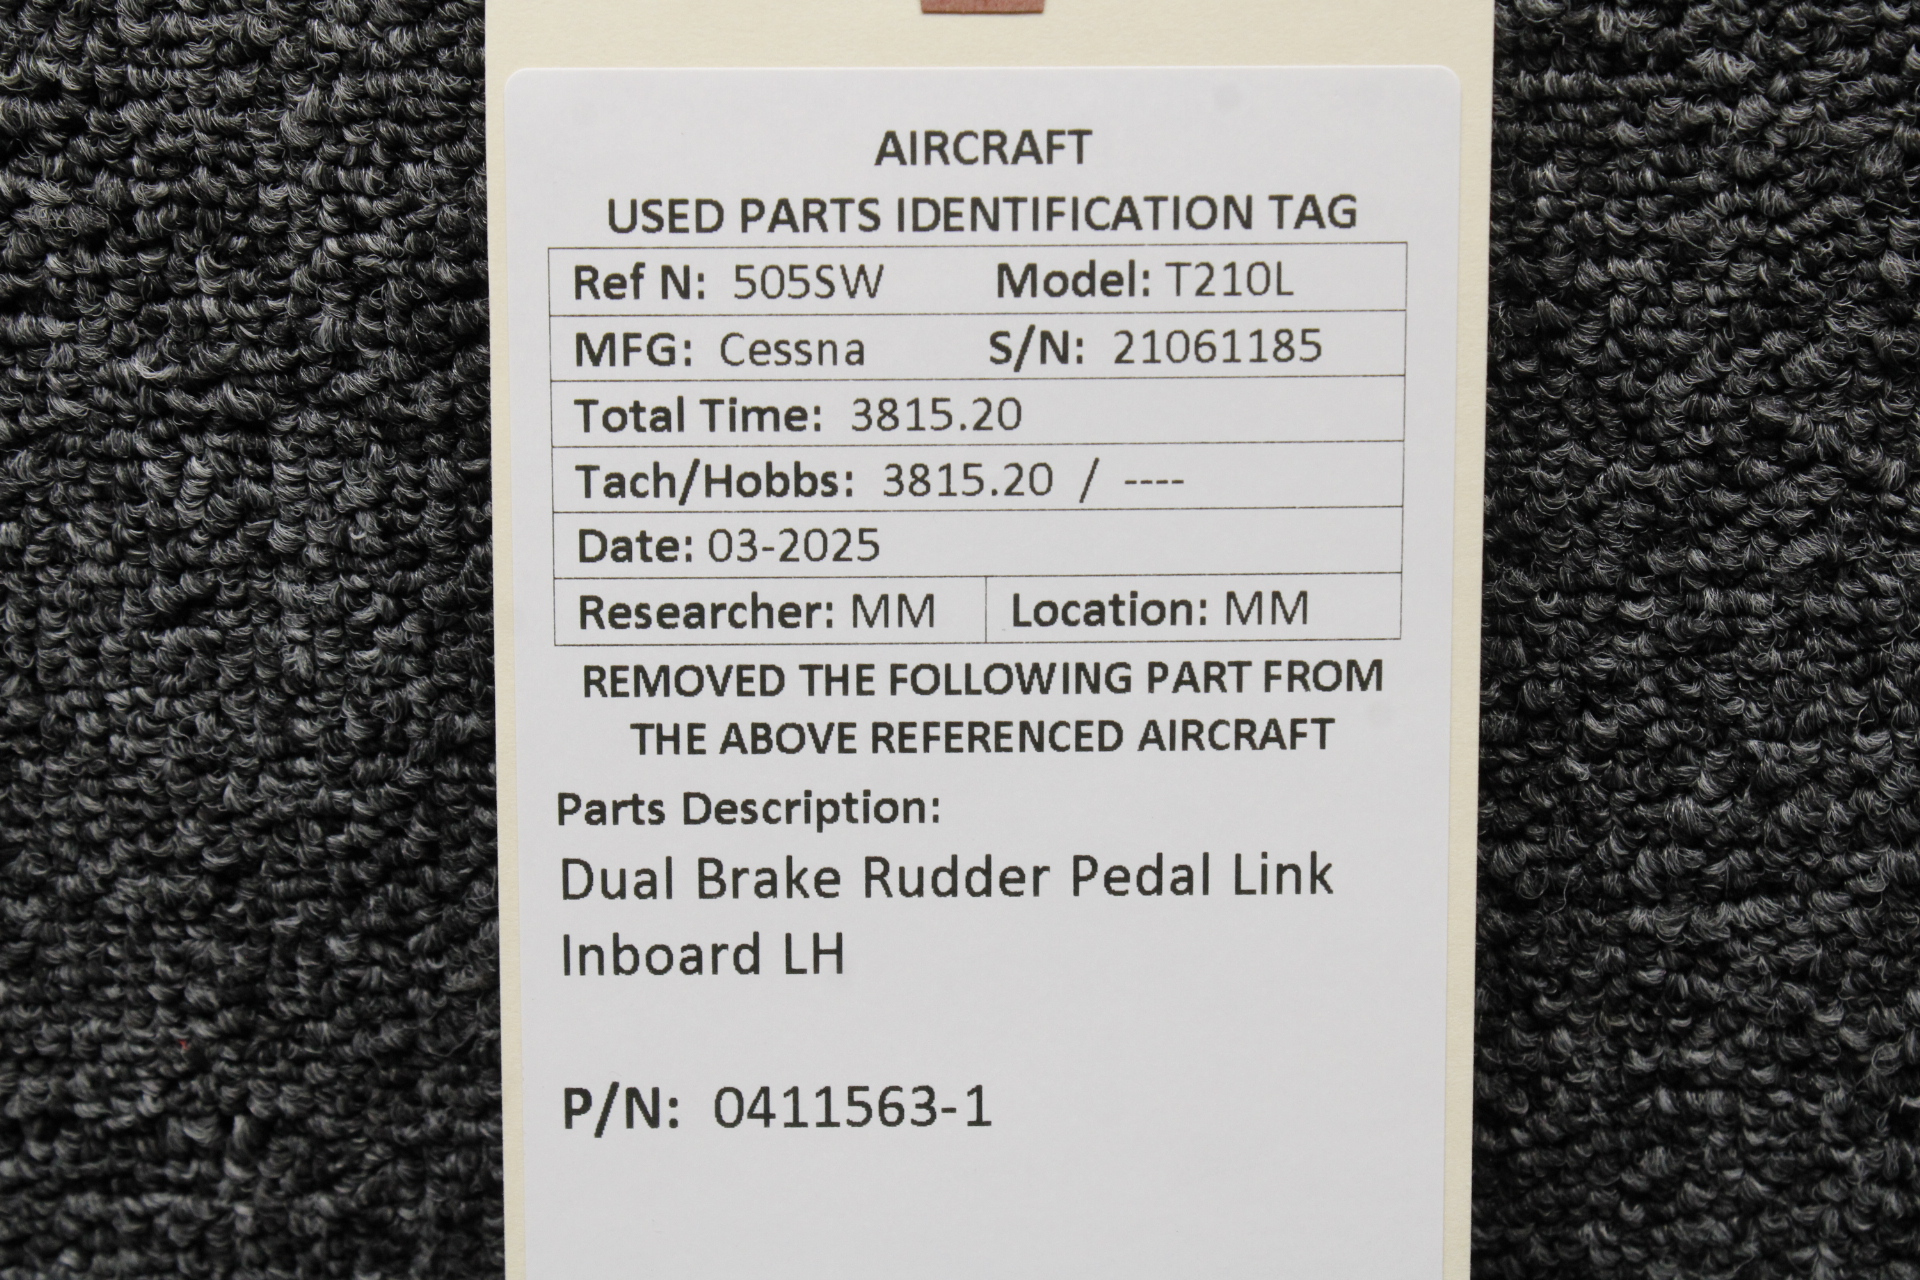 AIRCRAFT
USED PARTS IDENTIFICATION TAG
Ref N: 505SW Model: T210L
MFG: Cessna S/N: 21061185
Total Time: 3815.20
Tach/Hobbs: 3815.20 / ----
Date: 03-2025
Researcher: MM Location: MM
REMOVED THE FOLLOWING PART FROM
THE ABOVE REFERENCED AIRCRAFT
Parts Description:
Dual Brake Rudder Pedal Link
Inboard LH
P/N: 0411563-1